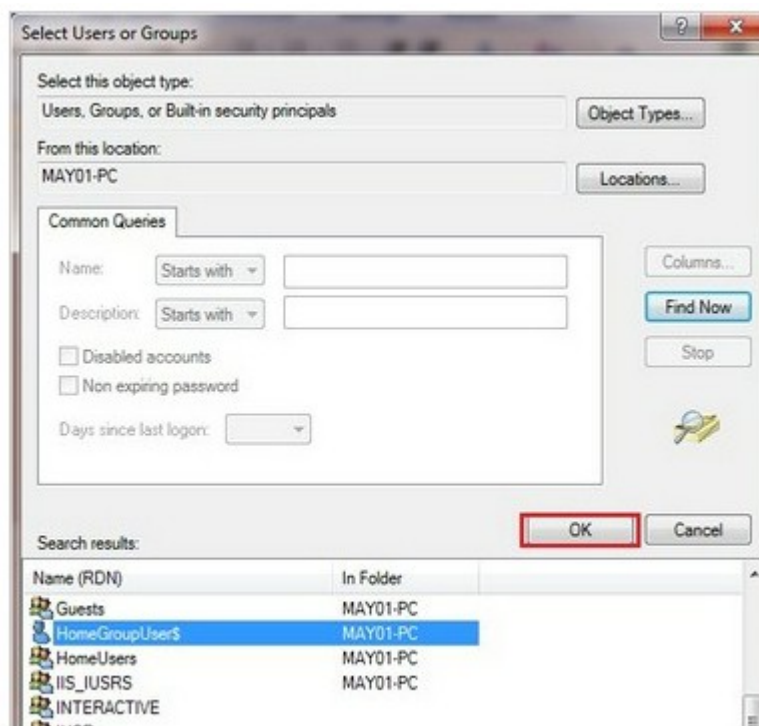 Select Users or Groups
Select this object type:
Users, Groups, or Built-in security principals
Object Types...
From this location:
MAY01-PC
Locations...
Common Queries
Name:
Starts with
Columns...
Description:
Starts with
Find Now
Disabled accounts
Stop
Non expiring password
Days since last logon:
OK
Cancel
Search results:
Name (RDN) In Folder
Guests MAY01-PC
HomeGroupUser$ MAY01-PC
HomeUsers MAY01-PC
IIS_IUSRS MAY01-PC
INTERACTIVE